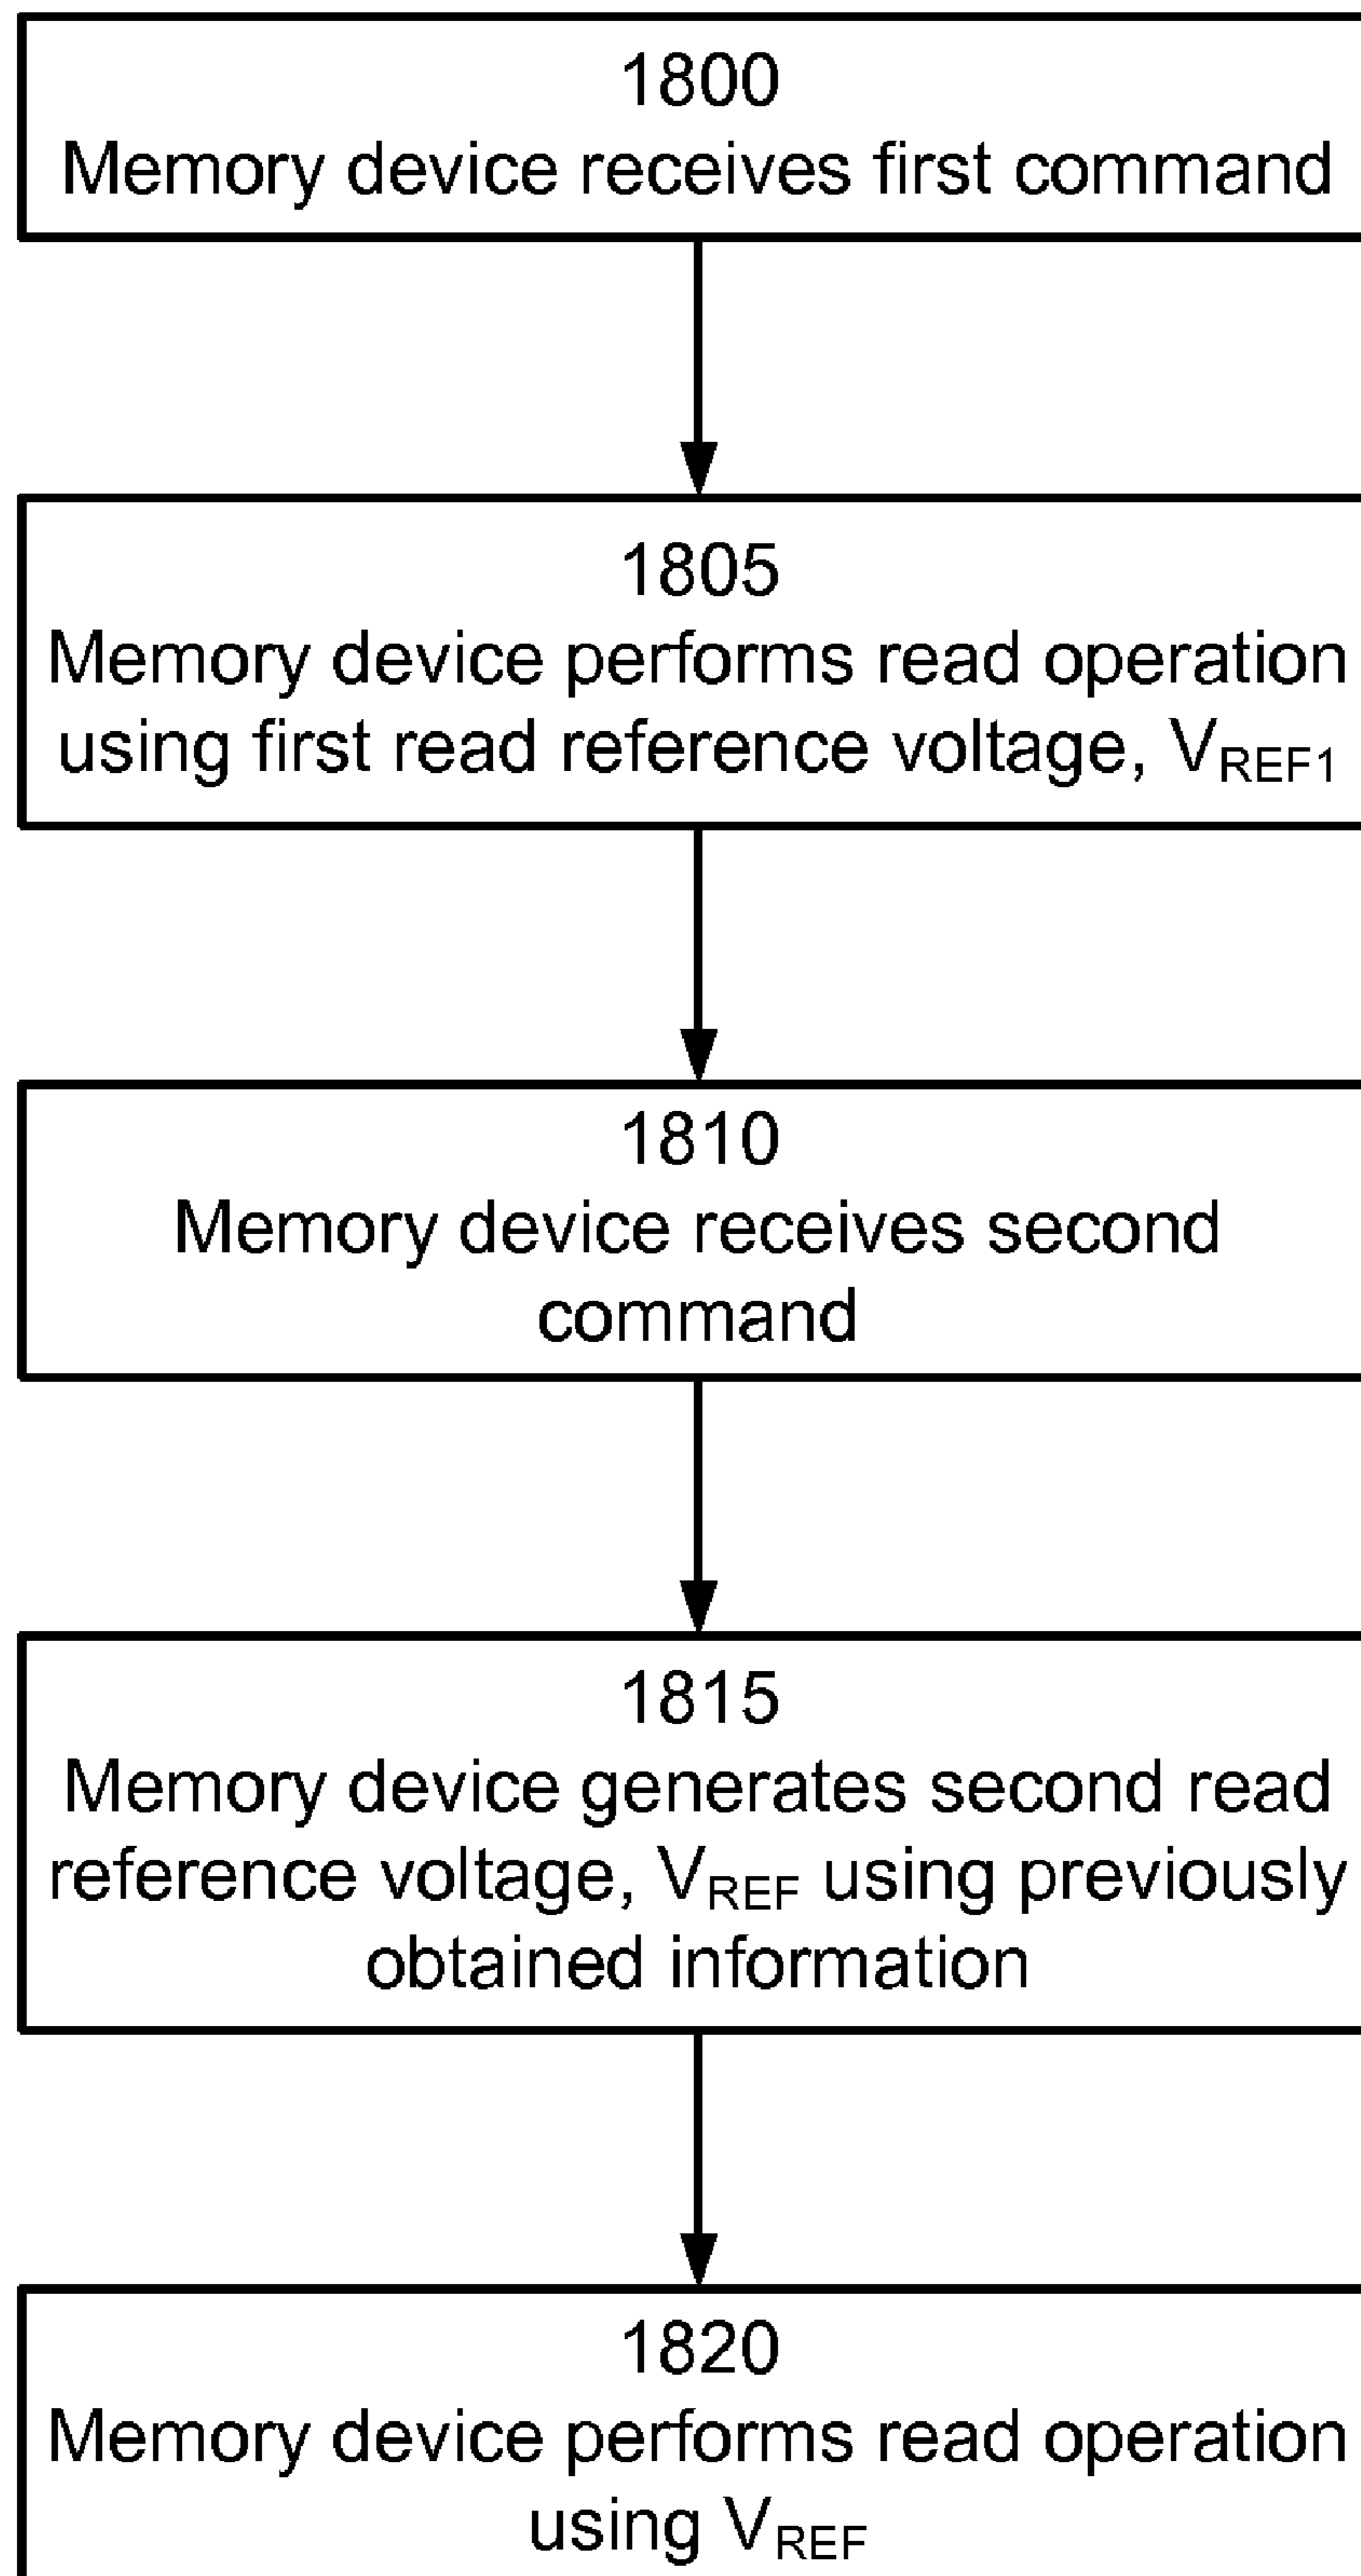 1800
Memory device receives first command
1805
Memory device performs read operation
using first read reference voltage, VREF1
1810
Memory device receives second
command
1815
Memory device generates second read
reference voltage, VREF using previously
obtained information
1820
Memory device performs read operation
using VREF